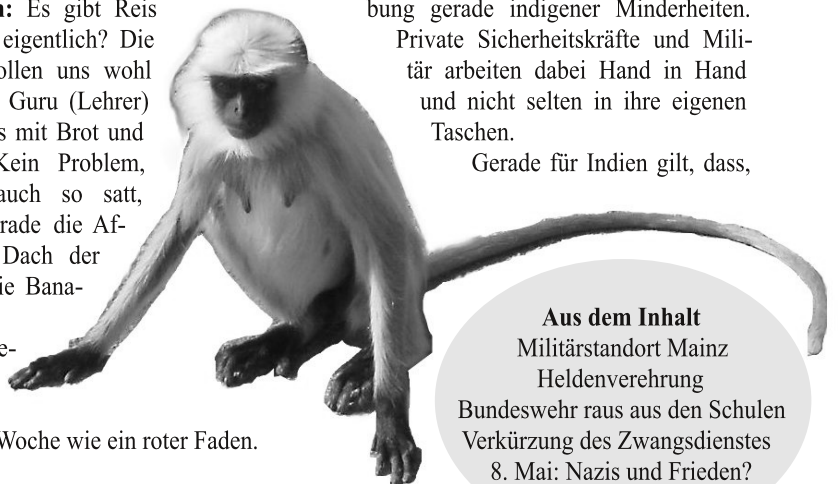 n: Es gibt Reis
eigentlich? Die
ollen uns wohl
Guru (Lehrer)
s mit Brot und
Kein Problem,
auch so satt,
rade die Af-
Dach der
ie Bana-
e-
Woche wie ein roter Faden.
bung gerade indigener Minderheiten.
Private Sicherheitskräfte und Mili-
tär arbeiten dabei Hand in Hand
und nicht selten in ihre eigenen
Taschen.
Gerade für Indien gilt, dass,
Aus dem Inhalt
Militärstandort Mainz
Heldenverehrung
Bundeswehr raus aus den Schulen
Verkürzung des Zwangsdienstes
8. Mai: Nazis und Frieden?